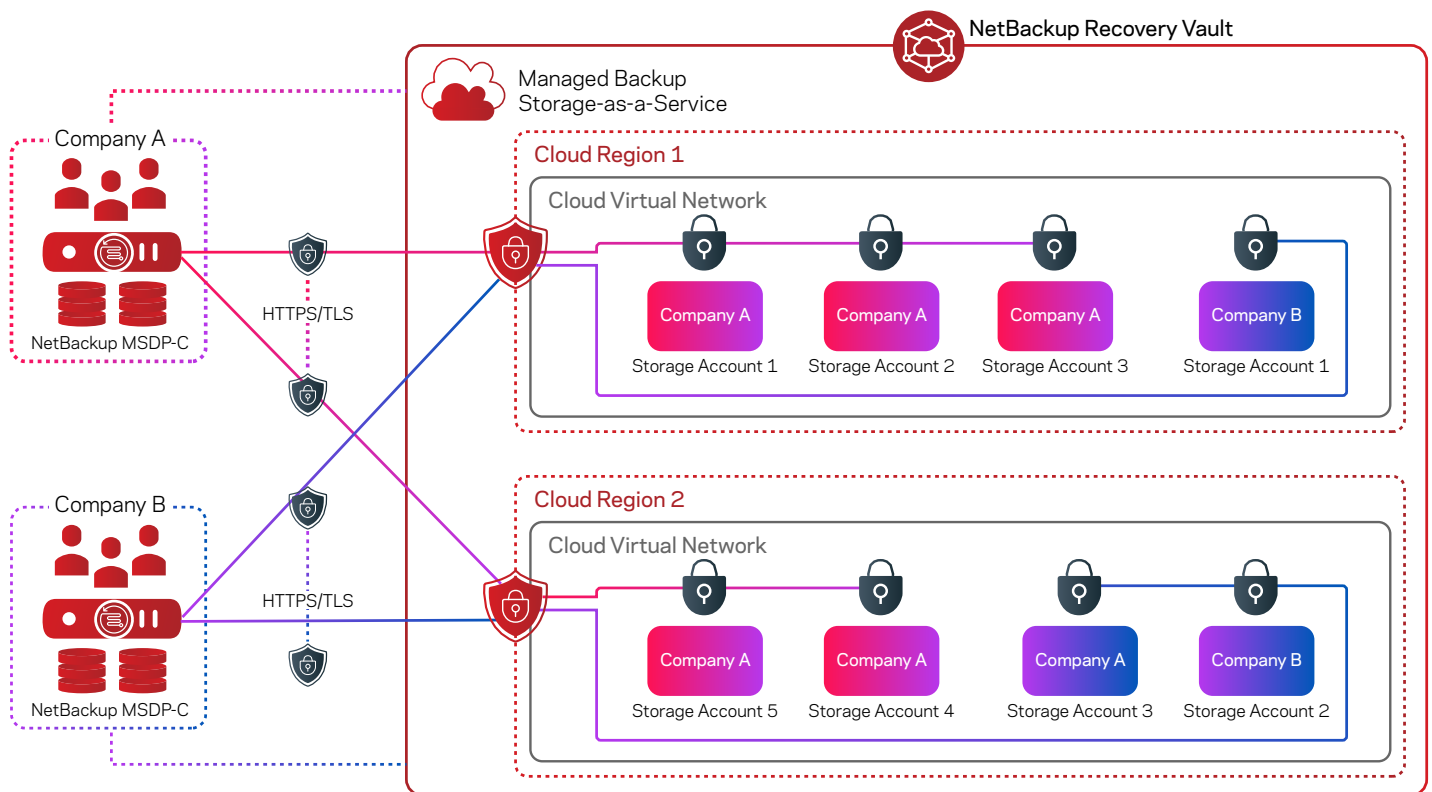 NetBackup Recovery Vault
Managed Backup
Storage-as-a-Service
Company A
NetBackup MSDP-C
HTTPS/TLS
Cloud Region 1
Cloud Virtual Network
Company A
Company A
Company A
Company B
Storage Account 1
Storage Account 2
Storage Account 3
Storage Account 1
Company B
NetBackup MSDP-C
HTTPS/TLS
Cloud Region 2
Cloud Virtual Network
Company A
Company A
Company A
Company B
Storage Account 5
Storage Account 4
Storage Account 3
Storage Account 2